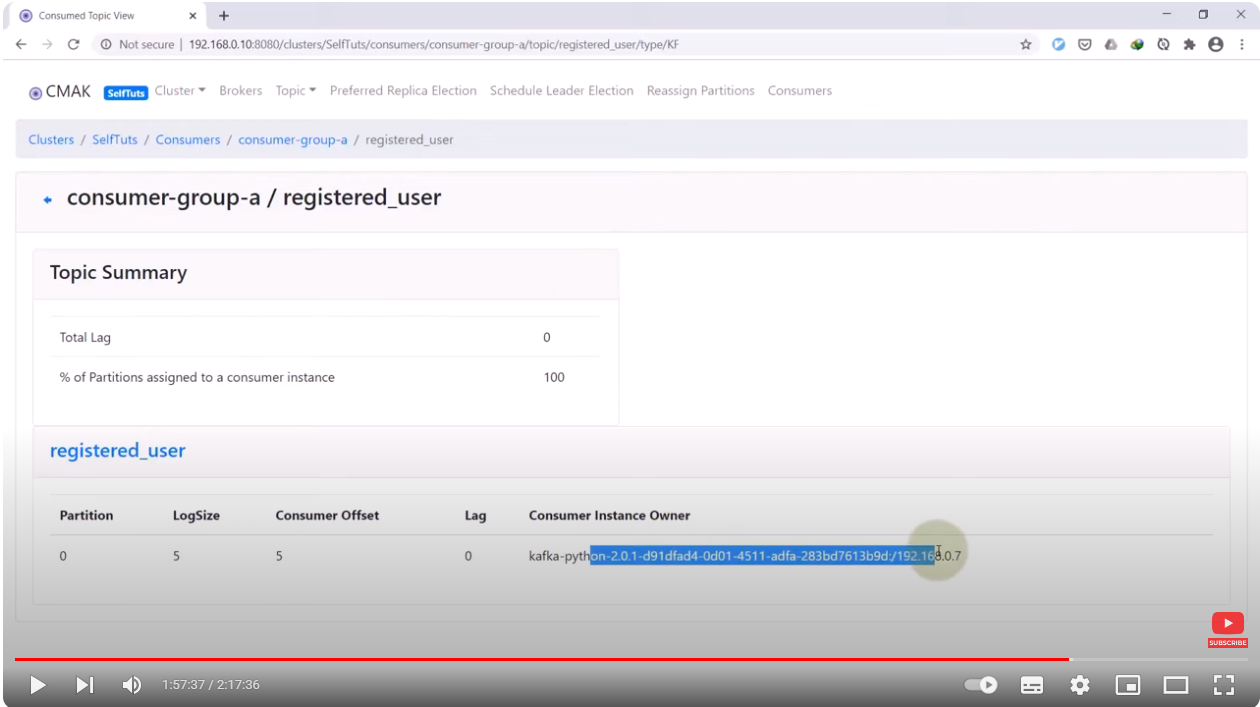 Consumed Topic View
Not secure | 192.168.0.10:8080/clusters/SelfTuts/consumers/consumer-group-a/topic/registered_user/type/KF
CMAK SelfTuts Cluster Brokers Topic Preferred Replica Election Schedule Leader Election Reassign Partitions Consumers
Clusters / SelfTuts / Consumers / consumer-group-a / registered_user
consumer-group-a / registered_user
Topic Summary
Total Lag 0
% of Partitions assigned to a consumer instance 100
registered_user
Partition LogSize Consumer Offset Lag Consumer Instance Owner
0 5 5 0 kafka-python-2.0.1-d91dfad4-0d01-4511-adfa-283bd7613b9d:/192.168.0.7
SUBSCRIBE
1:57:37 / 2:17:36